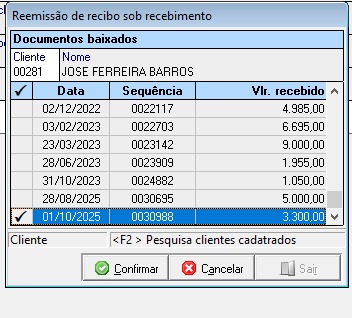 Reemissão de recibo sob recebimento
Documentos baixados
Cliente Nome
00281 JOSE FERREIRA BARROS
✓ Data Sequência Vlr. recebido
02/12/2022 0022117 4.985,00
03/02/2023 0022703 6.695,00
23/03/2023 0023142 9.000,00
28/06/2023 0023909 1.955,00
31/10/2023 0024882 1.050,00
28/08/2025 0030695 5.000,00
✓ 01/10/2025 0030988 3.300,00
Cliente <F2 > Pesquisa clientes cadatrados
Confirmar Cancelar Sair